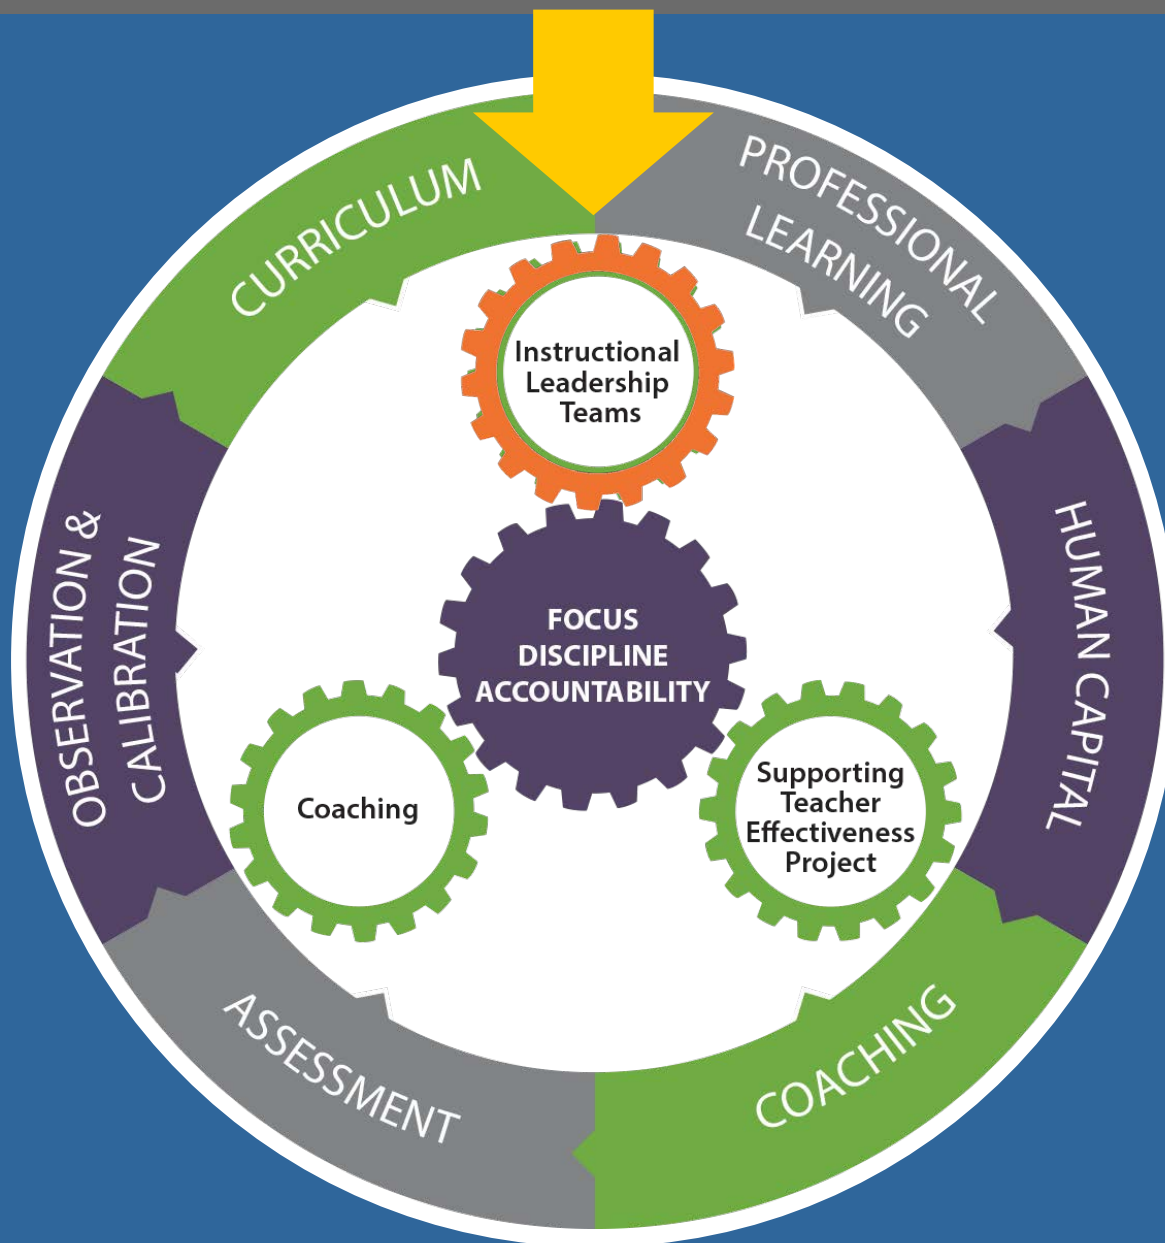 CURRICULUM
PROFESSIONAL
LEARNING
HUMAN CAPITAL
COACHING
ASSESSMENT
OBSERVATION &
CALIBRATION
Instructional
Leadership
Teams
FOCUS
DISCIPLINE
ACCOUNTABILITY
Coaching
Supporting
Teacher
Effectiveness
Project